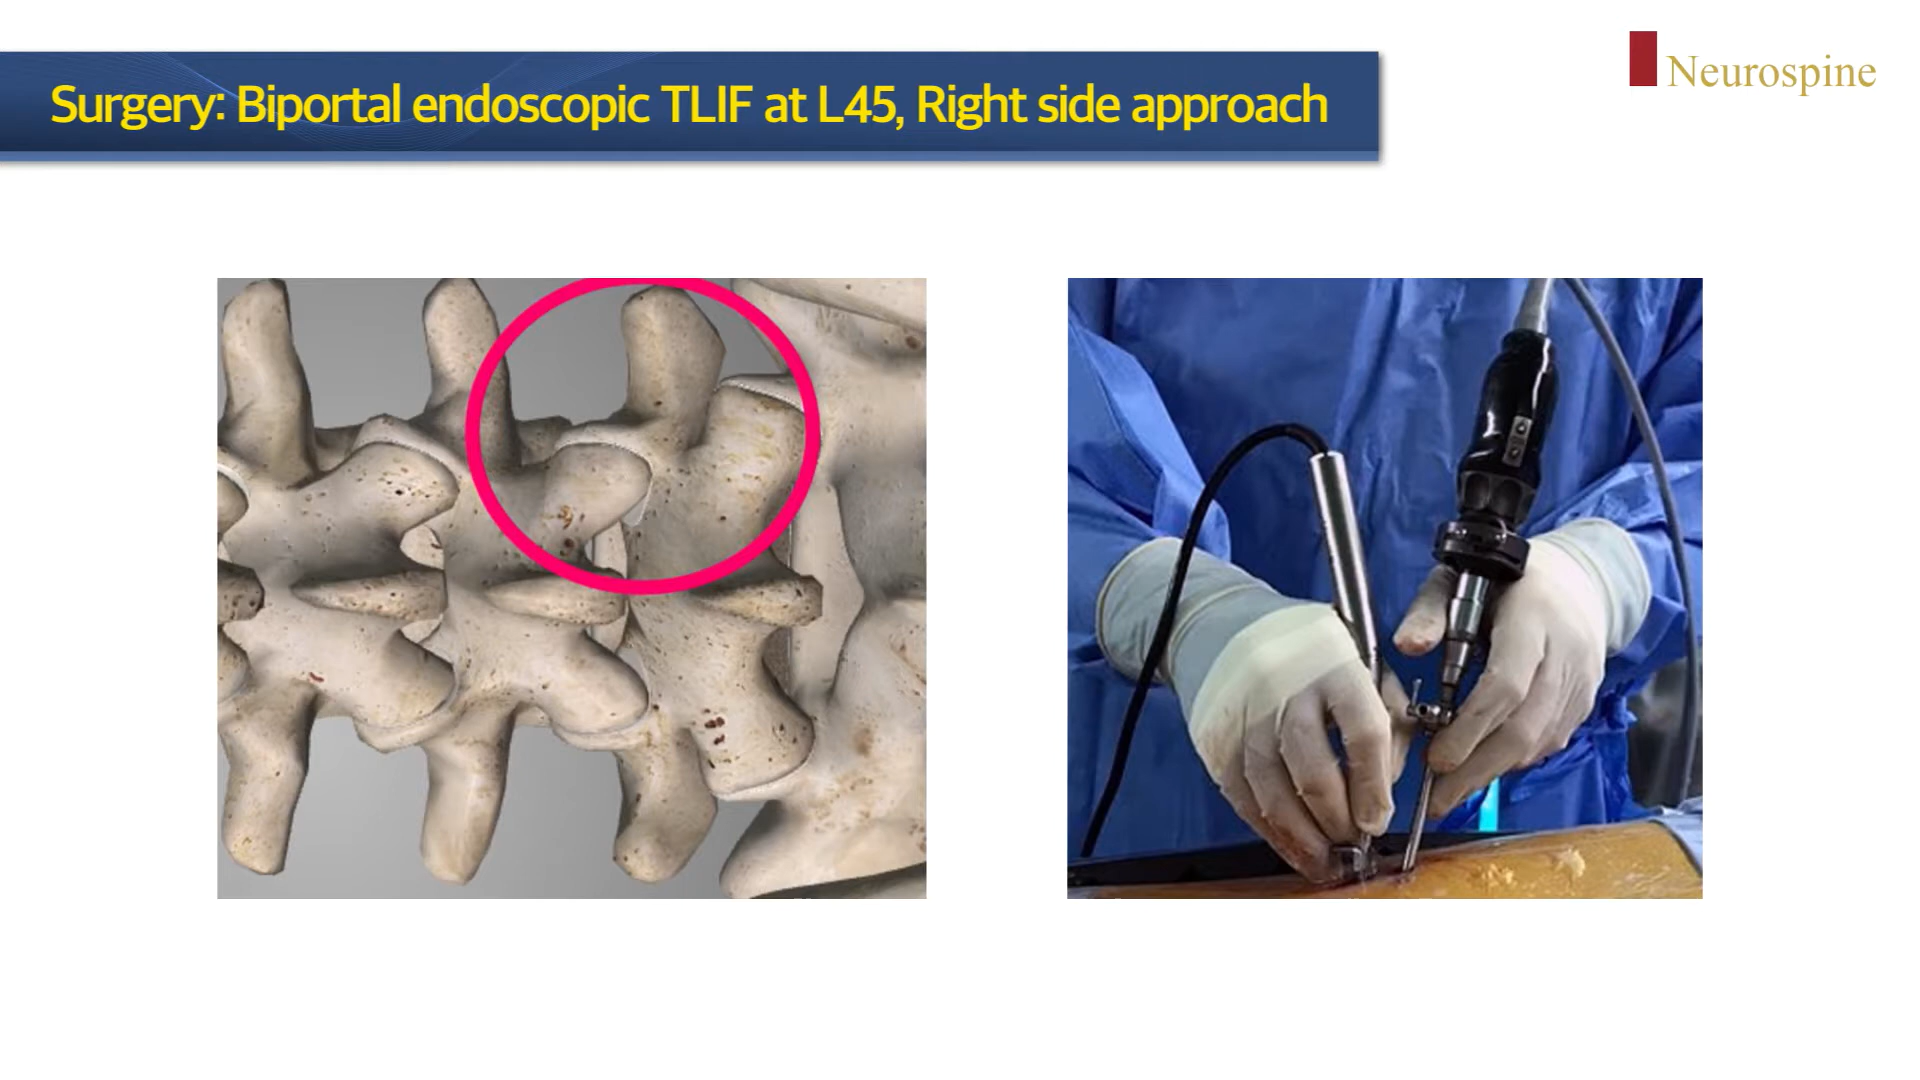 Surgery: Biportal endoscopic TLIF at L45, Right side approach
Neurospine